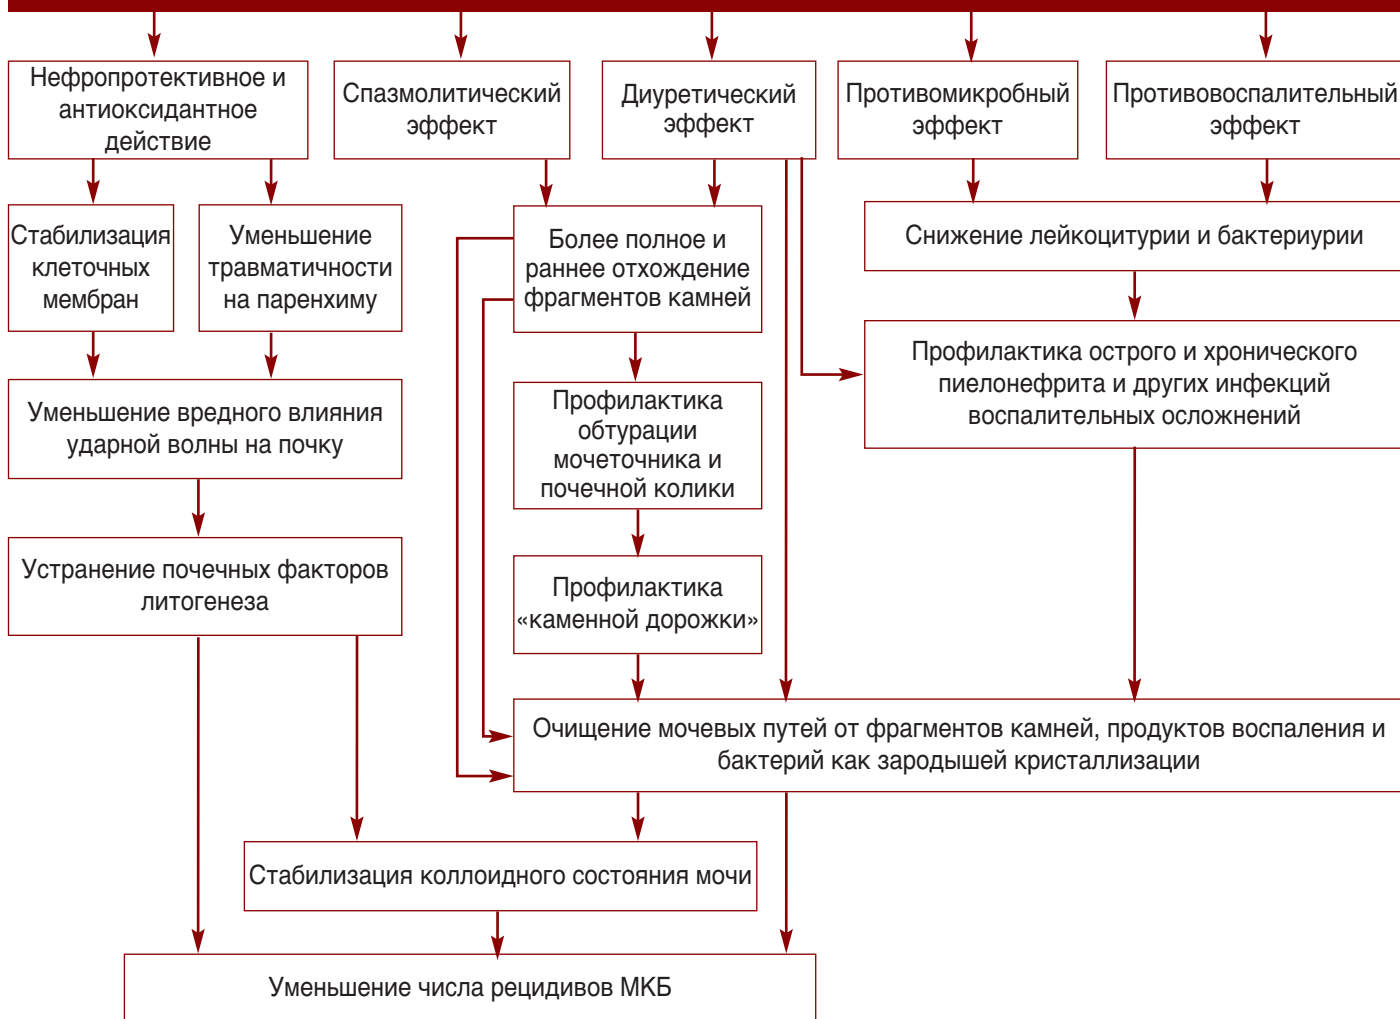 Нефропротективное и
антиоксидантное
действие
Спазмолитический
эффект
Диуретический
эффект
Противомикробный
эффект
Противовоспалительный
эффект
Стабилизация
клеточных
мембран
Уменьшение
травматичности
на паренхиму
Более полное и
раннее отхождение
фрагментов камней
Снижение лейкоцитурии и бактериурии
Уменьшение вредного влияния
ударной волны на почку
Профилактика
обтурации
мочеточника и
почечной колики
Профилактика острого и хронического
пиелонефрита и других инфекций
воспалительных осложнений
Устранение почечных факторов
литогенеза
Профилактика
«каменной дорожки»
Очищение мочевых путей от фрагментов камней, продуктов воспаления и
бактерий как зародышей кристаллизации
Стабилизация коллоидного состояния мочи
Уменьшение числа рецидивов МКБ